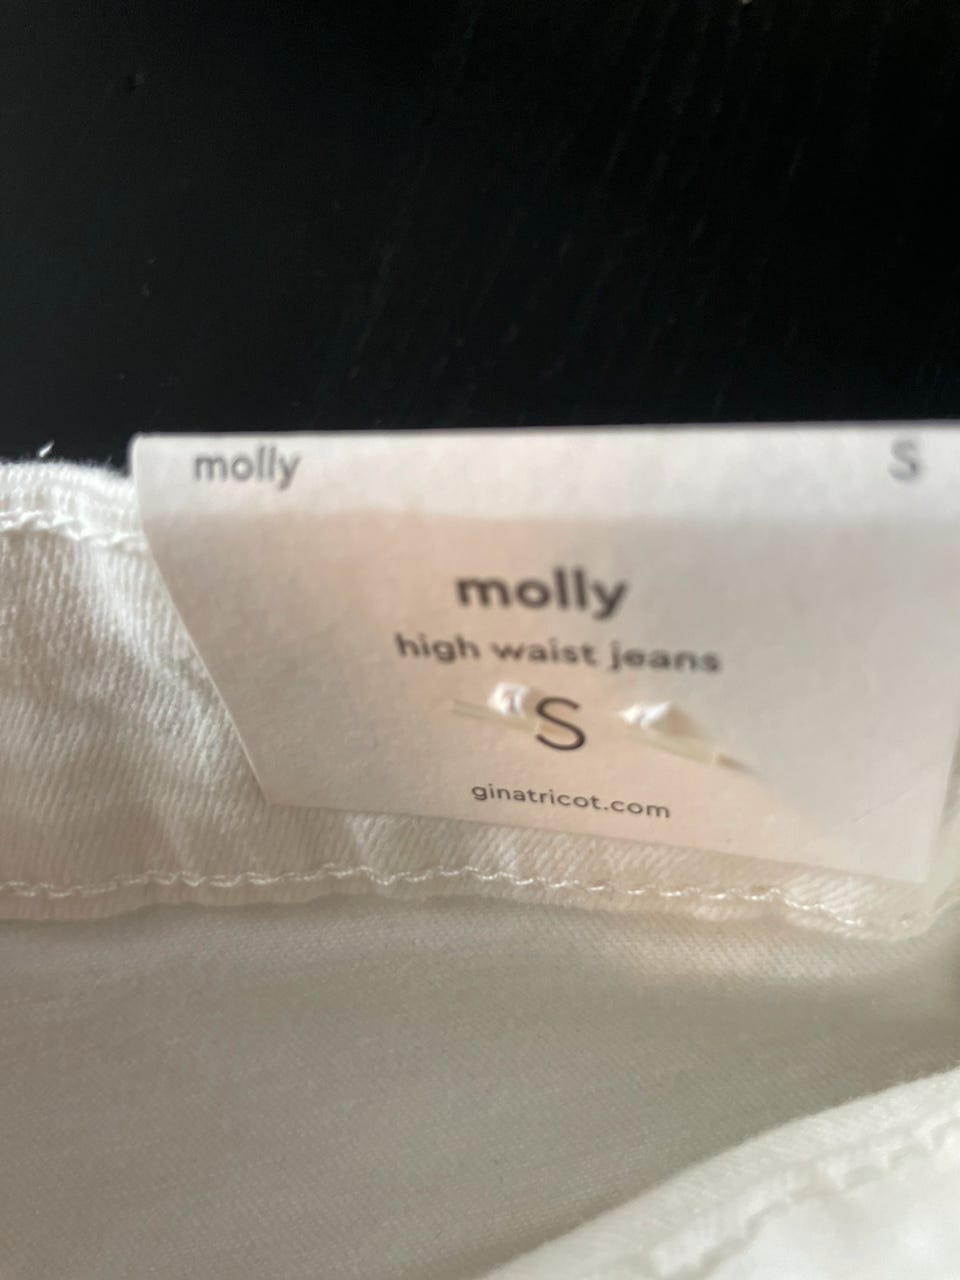 molly S
molly
high waist jeans
S
ginatricot.com